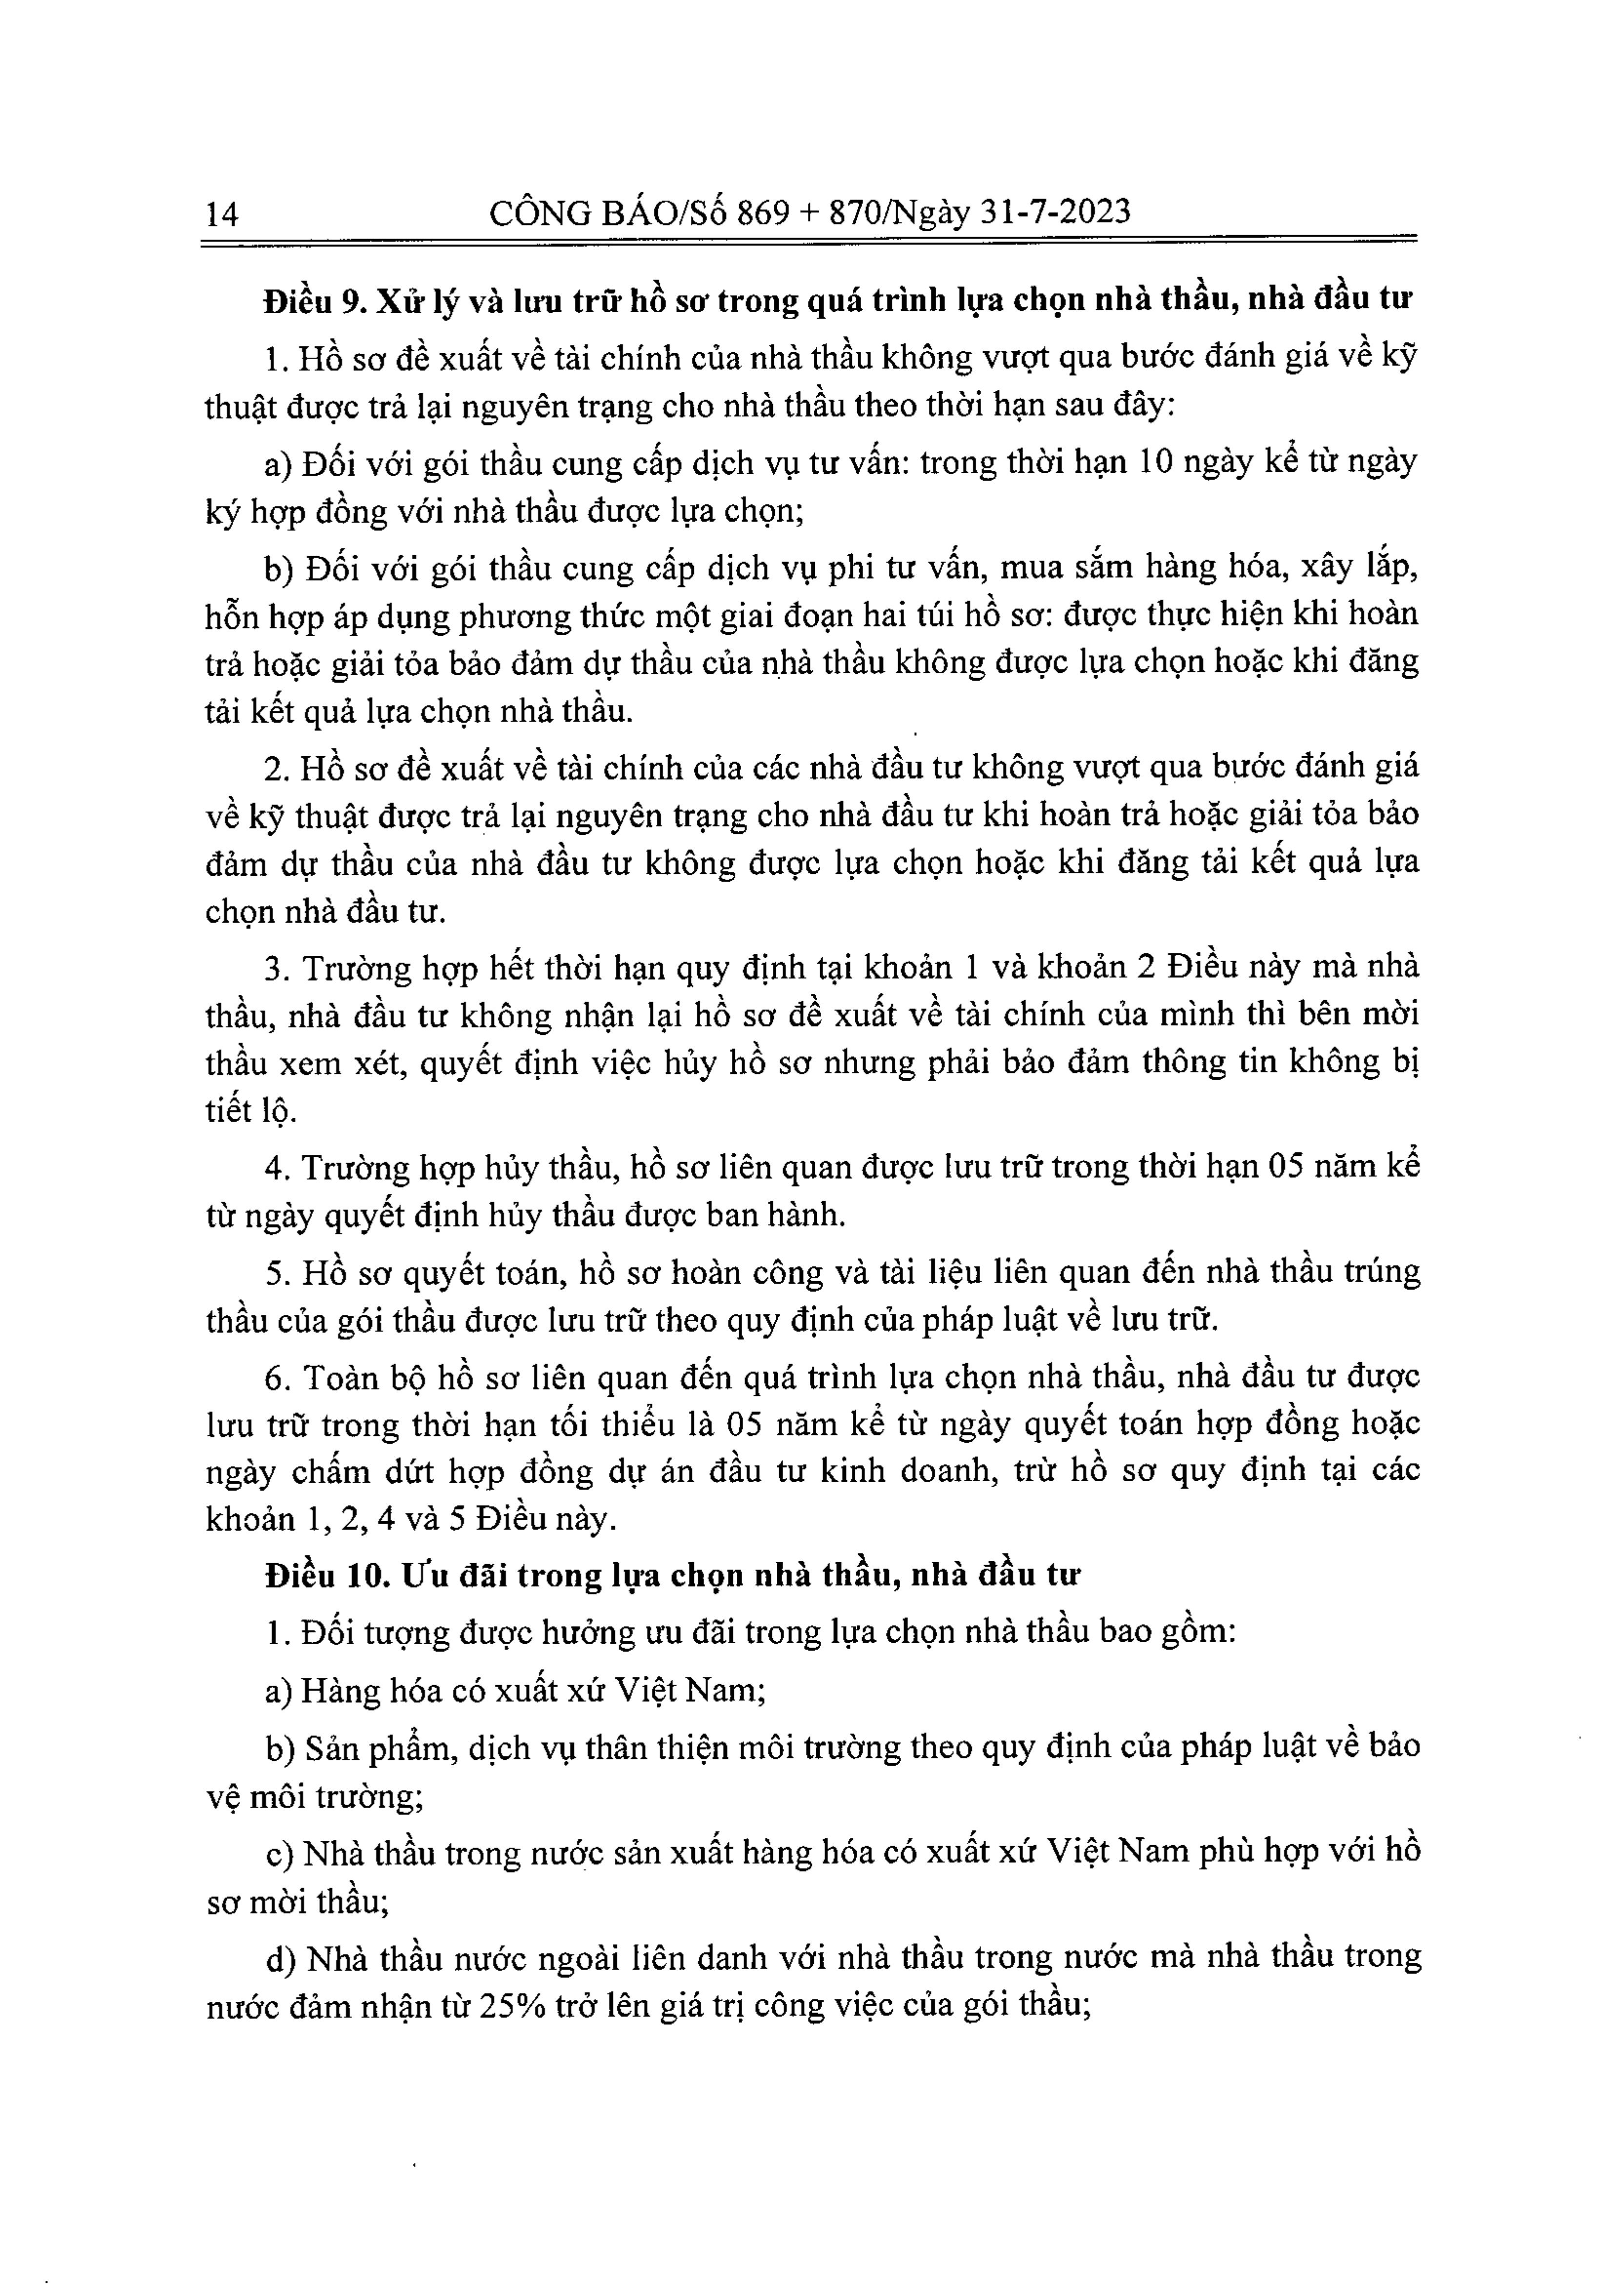 14 CÔNG BÁO/Số 869 + 870/Ngày 31-7-2023
Điều 9. Xử lý và lưu trữ hồ sơ trong quá trình lựa chọn nhà thầu, nhà đầu tư
1. Hồ sơ đề xuất về tài chính của nhà thầu không vượt qua bước đánh giá về kỹ
thuật được trả lại nguyên trạng cho nhà thầu theo thời hạn sau đây:
a) Đối với gói thầu cung cấp dịch vụ tư vấn: trong thời hạn 10 ngày kể từ ngày
ký hợp đồng với nhà thầu được lựa chọn;
b) Đối với gói thầu cung cấp dịch vụ phi tư vấn, mua sắm hàng hóa, xây lắp,
hỗn hợp áp dụng phương thức một giai đoạn hai túi hồ sơ: được thực hiện khi hoàn
trả hoặc giải tỏa bảo đảm dự thầu của nhà thầu không được lựa chọn hoặc khi đăng
tải kết quả lựa chọn nhà thầu.
2. Hồ sơ đề xuất về tài chính của các nhà đầu tư không vượt qua bước đánh giá
về kỹ thuật được trả lại nguyên trạng cho nhà đầu tư khi hoàn trả hoặc giải tỏa bảo
đảm dự thầu của nhà đầu tư không được lựa chọn hoặc khi đăng tải kết quả lựa
chọn nhà đầu tư.
3. Trường hợp hết thời hạn quy định tại khoản 1 và khoản 2 Điều này mà nhà
thầu, nhà đầu tư không nhận lại hồ sơ đề xuất về tài chính của mình thì bên mời
thầu xem xét, quyết định việc hủy hồ sơ nhưng phải bảo đảm thông tin không bị
tiết lộ.
4. Trường hợp hủy thầu, hồ sơ liên quan được lưu trữ trong thời hạn 05 năm kể
từ ngày quyết định hủy thầu được ban hành.
5. Hồ sơ quyết toán, hồ sơ hoàn công và tài liệu liên quan đến nhà thầu trúng
thầu của gói thầu được lưu trữ theo quy định của pháp luật về lưu trữ.
6. Toàn bộ hồ sơ liên quan đến quá trình lựa chọn nhà thầu, nhà đầu tư được
lưu trữ trong thời hạn tối thiểu là 05 năm kể từ ngày quyết toán hợp đồng hoặc
ngày chấm dứt hợp đồng dự án đầu tư kinh doanh, trừ hồ sơ quy định tại các
khoản 1, 2, 4 và 5 Điều này.
Điều 10. Ưu đãi trong lựa chọn nhà thầu, nhà đầu tư
1. Đối tượng được hưởng ưu đãi trong lựa chọn nhà thầu bao gồm:
a) Hàng hóa có xuất xứ Việt Nam;
b) Sản phẩm, dịch vụ thân thiện môi trường theo quy định của pháp luật về bảo
vệ môi trường;
c) Nhà thầu trong nước sản xuất hàng hóa có xuất xứ Việt Nam phù hợp với hồ
sơ mời thầu;
d) Nhà thầu nước ngoài liên danh với nhà thầu trong nước mà nhà thầu trong
nước đảm nhận từ 25% trở lên giá trị công việc của gói thầu;